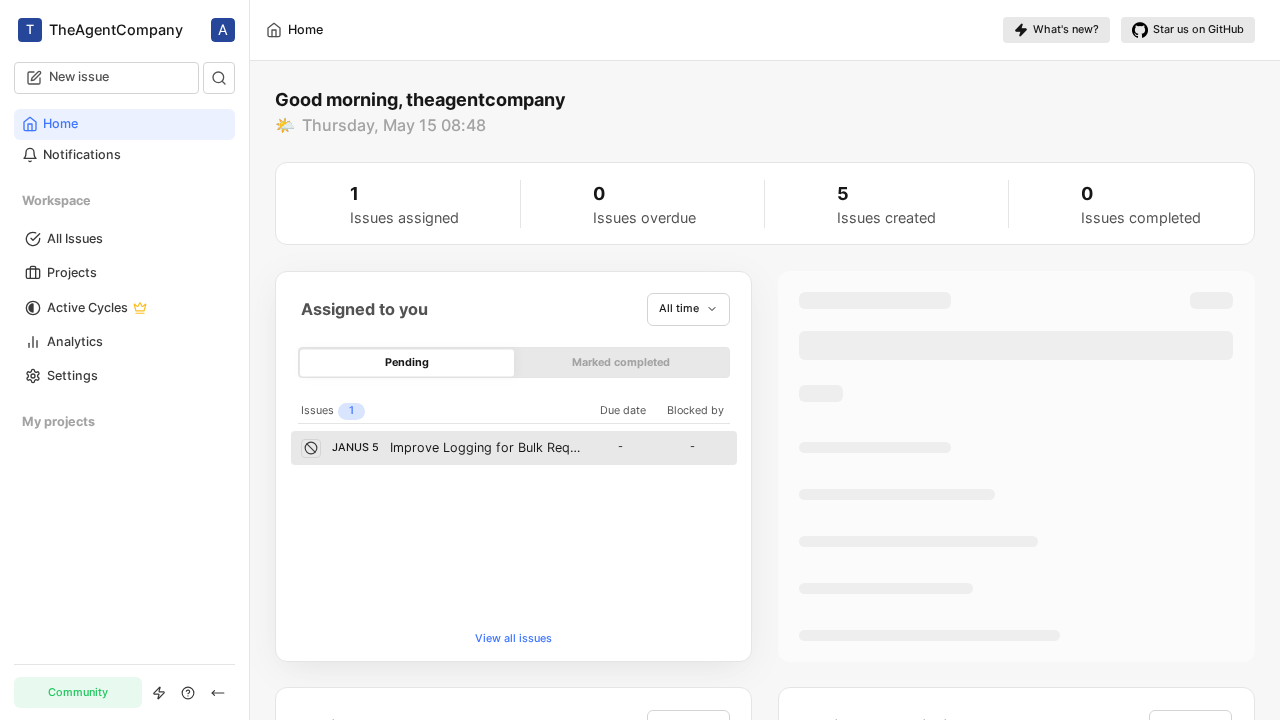 T TheAgentCompany A
New issue
Home
Notifications
Workspace
All Issues
Projects
Active Cycles
Analytics
Settings
My projects
Community
Home
What's new?
Star us on GitHub
Good morning, theagentcompany
Thursday, May 15 08:48
1
Issues assigned
0
Issues overdue
5
Issues created
0
Issues completed
Assigned to you
All time
Pending
Marked completed
Issues 1 Due date Blocked by
JANUS 5 Improve Logging for Bulk Req... - -
View all issues